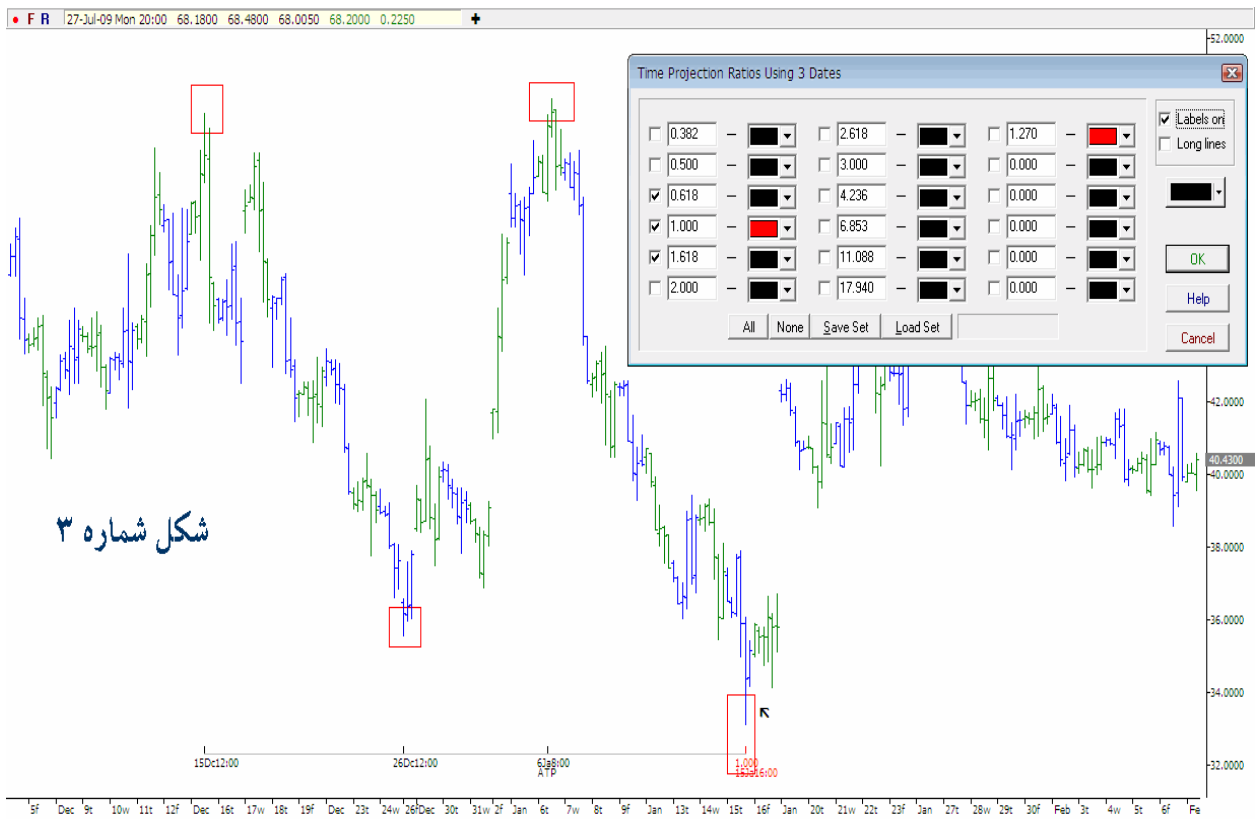 F R 27-Jul-09 Mon 20:00 68.1800 68.4800 68.0050 68.2000 0.2250
52.0000
Time Projection Ratios Using 3 Dates
0.382 2.618 1.270 Labels on
0.500 3.000 0.000 Long lines
0.618 4.236 0.000
1.000 6.853 0.000
1.618 11.088 0.000 OK
2.000 17.940 0.000 Help
All None Save Set Load Set
Cancel
42.0000
40.4300
40.0000
شکل شماره ۳
38.0000
36.0000
34.0000
15Dc12:00 26Dc12:00 6Ja8:00 1.000
ATP 15Ja16:00
32.0000
5f Dec 9t 10w 11t 12f Dec 16t 17w 18t 19f Dec 23t 24w 26fDec 30t 31w 2f Jan 6t 7w 8t 9f Jan 13t 14w 15t 16f Jan 20t 21w 22t 23f Jan 27t 28w 29t 30f Feb 3t 4w 5t 6f Fe